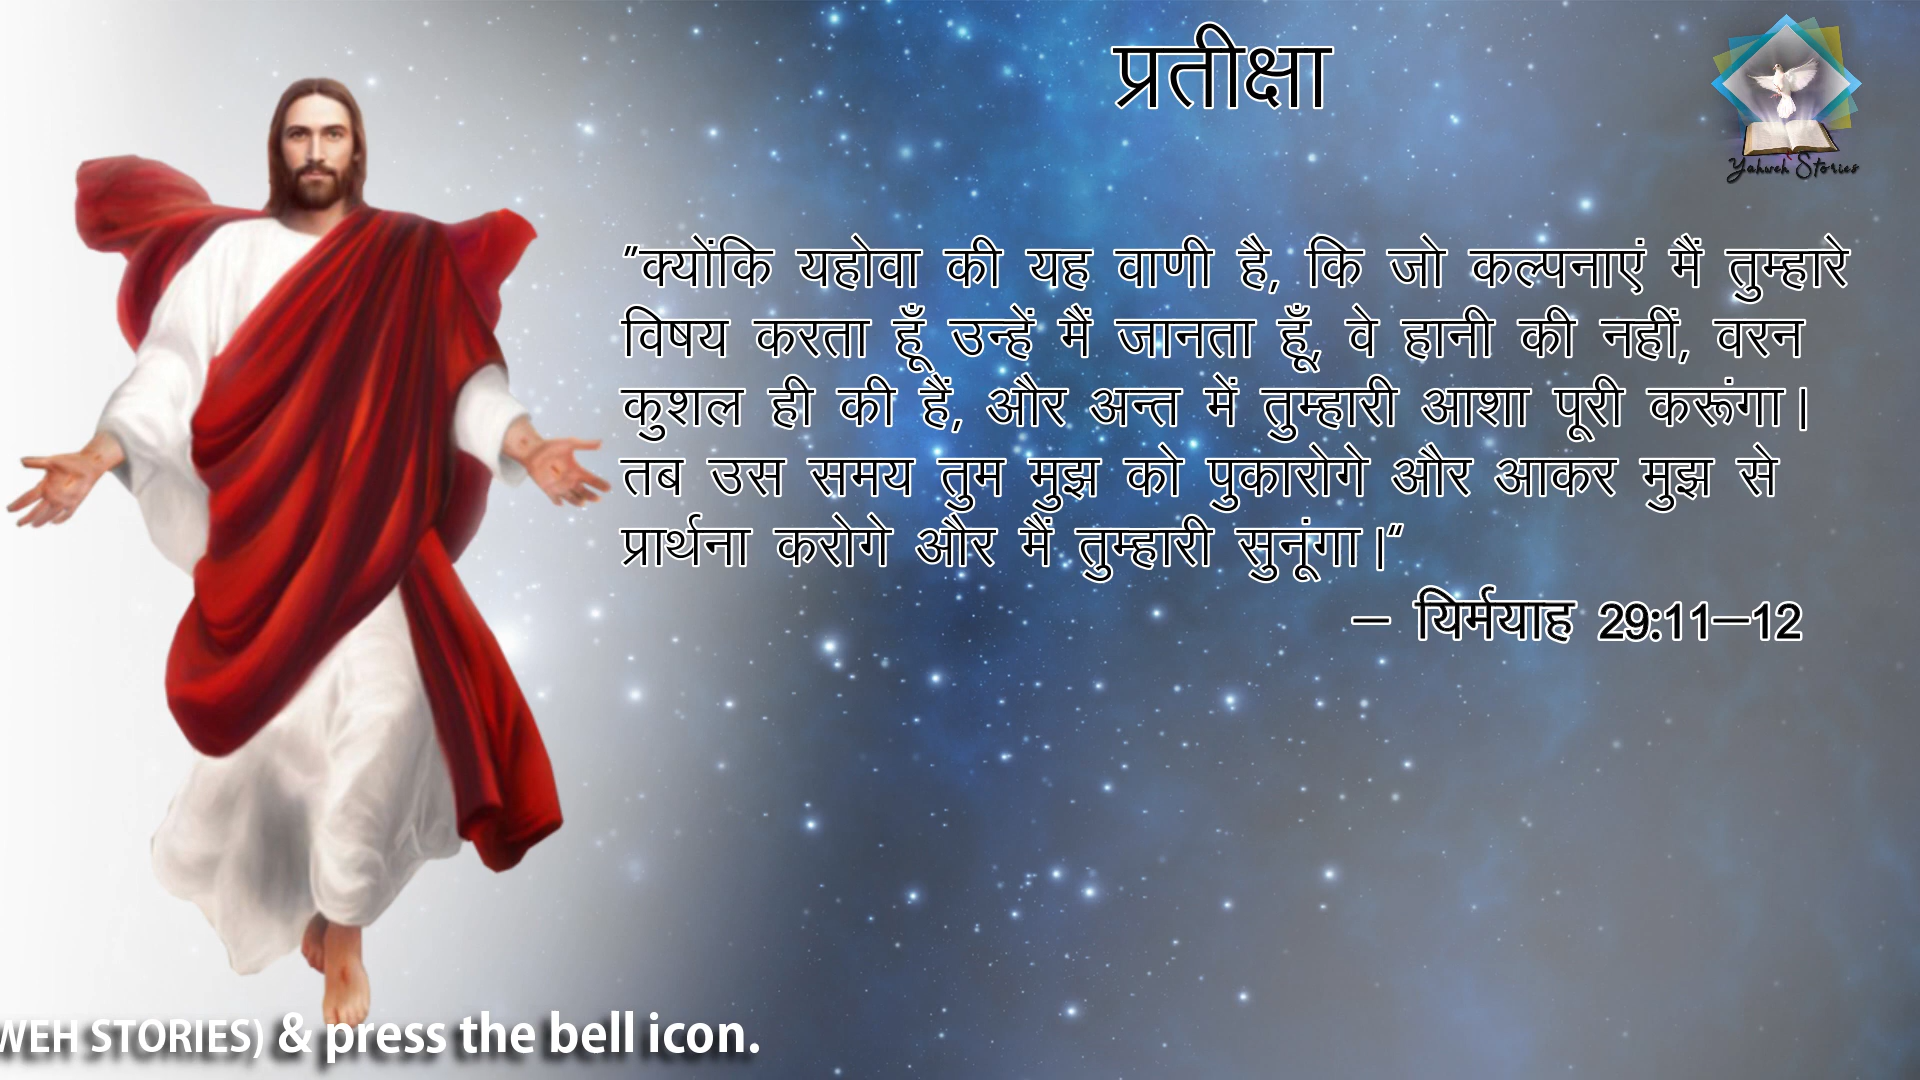 प्रतीक्षा
Yahweh Stories
"क्योंकि यहोवा की यह वाणी है, कि जो कल्पनाएं मैं तुम्हारे
विषय करता हूँ उन्हें मैं जानता हूँ, वे हानी की नहीं, वरन
कुशल ही की हैं, और अन्त में तुम्हारी आशा पूरी करूंगा।
तब उस समय तुम मुझ को पुकारोगे और आकर मुझ से
प्रार्थना करोगे और मैं तुम्हारी सुनूंगा।"
– यिर्मयाह 29:11–12
WEH STORIES) & press the bell icon.